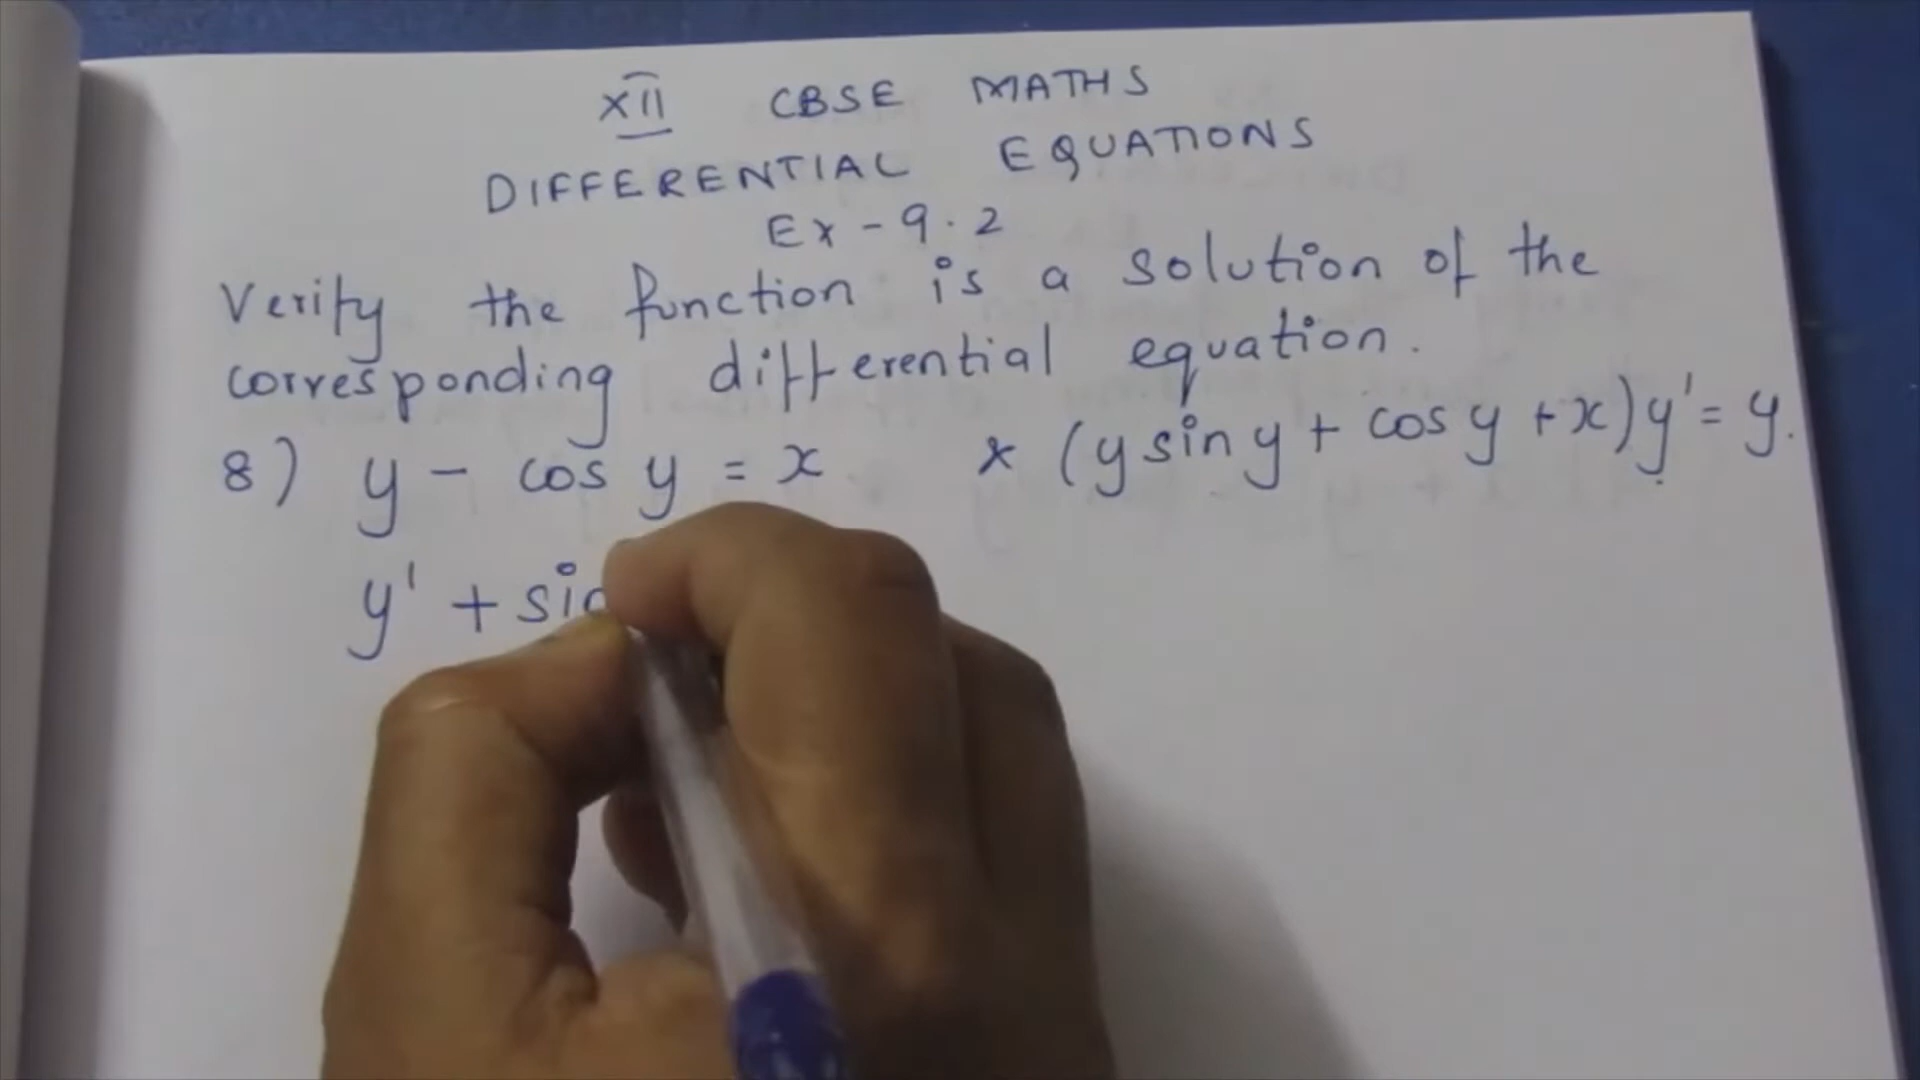 XII CBSE MATHS
DIFFERENTIAL EQUATIONS
Ex - 9.2
Verify the function is a solution of the
corresponding differential equation.
8) y - cos y = x * (y sin y + cos y + x) y' = y.
y' + sin